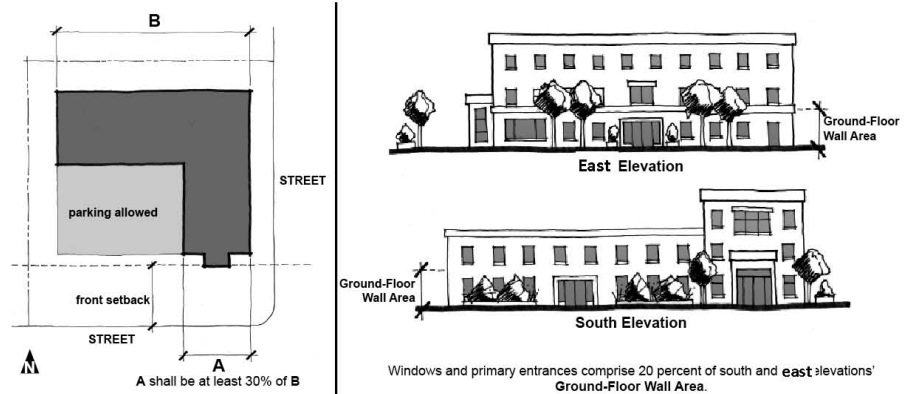 B
STREET
parking allowed
front setback
STREET
A
N
A shall be at least 30% of B
Ground-Floor
Wall Area
East Elevation
Ground-Floor
Wall Area
South Elevation
Windows and primary entrances comprise 20 percent of south and east elevations'
Ground-Floor Wall Area.